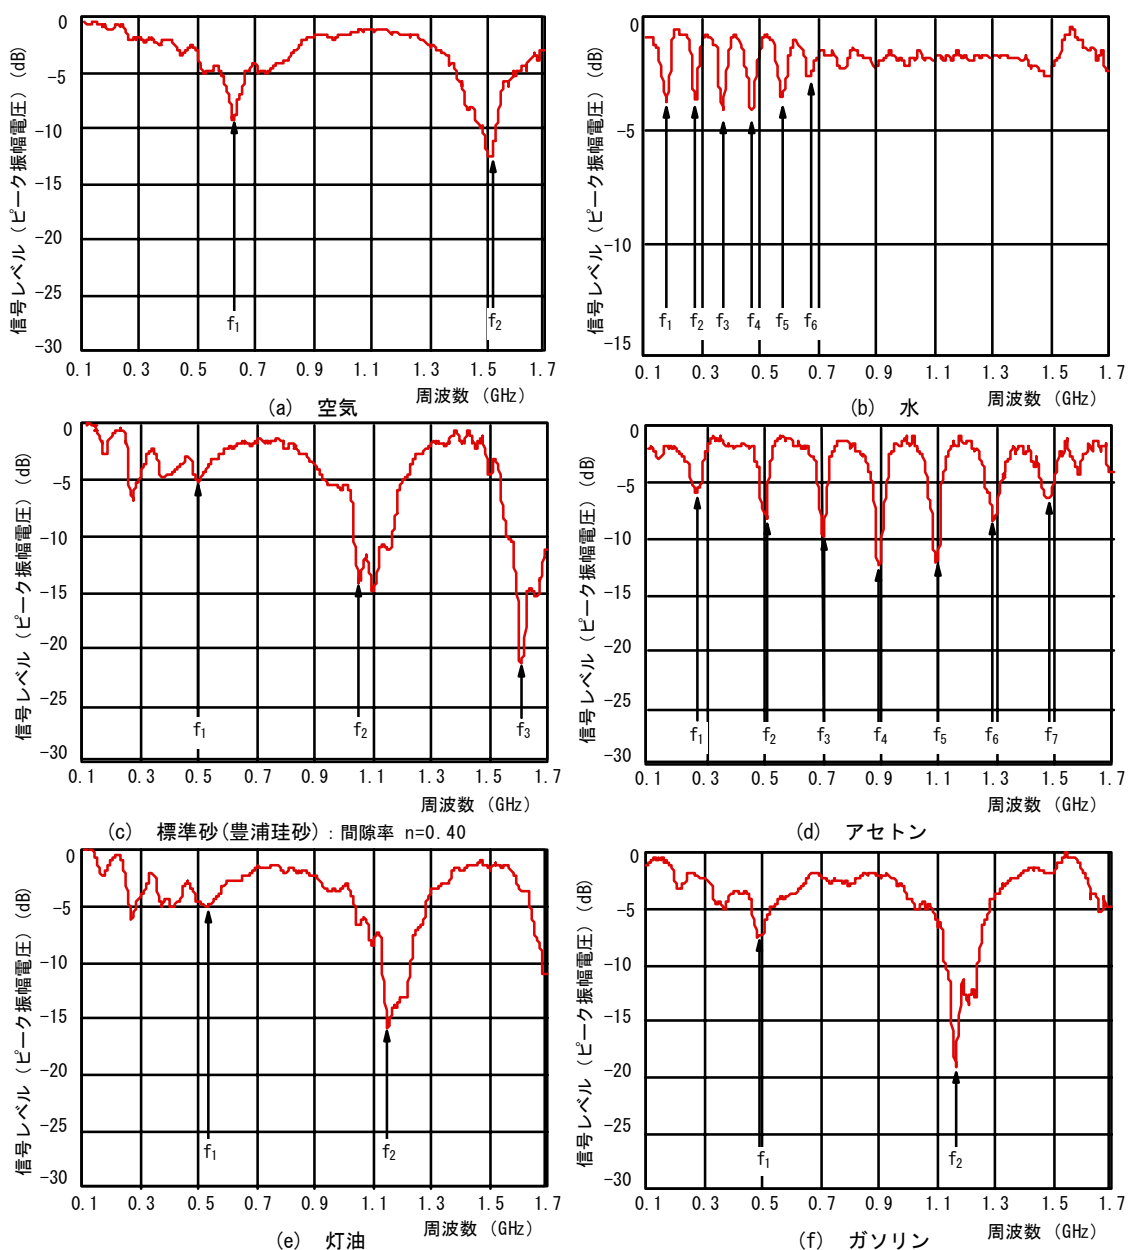 信号レベル（ピーク振幅電圧）（dB）
0
−5
−10
−15
−20
−25
−30
f1
f2
0.1 0.3 0.5 0.7 0.9 1.1 1.3 1.5 1.7
周波数（GHz）
(a) 空気
信号レベル（ピーク振幅電圧）（dB）
0
−5
−10
−15
f1 f2 f3 f4 f5 f6
0.1 0.3 0.5 0.7 0.9 1.1 1.3 1.5 1.7
周波数（GHz）
(b) 水
信号レベル（ピーク振幅電圧）（dB）
0
−5
−10
−15
−20
−25
−30
f1 f2 f3
0.1 0.3 0.5 0.7 0.9 1.1 1.3 1.5 1.7
周波数（GHz）
(c) 標準砂(豊浦珪砂)：間隙率 n=0.40
信号レベル（ピーク振幅電圧）（dB）
0
−5
−10
−15
−20
−25
−30
f1 f2 f3 f4 f5 f6 f7
0.1 0.3 0.5 0.7 0.9 1.1 1.3 1.5 1.7
周波数（GHz）
(d) アセトン
信号レベル（ピーク振幅電圧）（dB）
0
−5
−10
−15
−20
−25
−30
f1 f2
0.1 0.3 0.5 0.7 0.9 1.1 1.3 1.5 1.7
周波数（GHz）
(e) 灯油
信号レベル（ピーク振幅電圧）（dB）
0
−5
−10
−15
−20
−25
−30
f1 f2
0.1 0.3 0.5 0.7 0.9 1.1 1.3 1.5 1.7
周波数（GHz）
(f) ガソリン